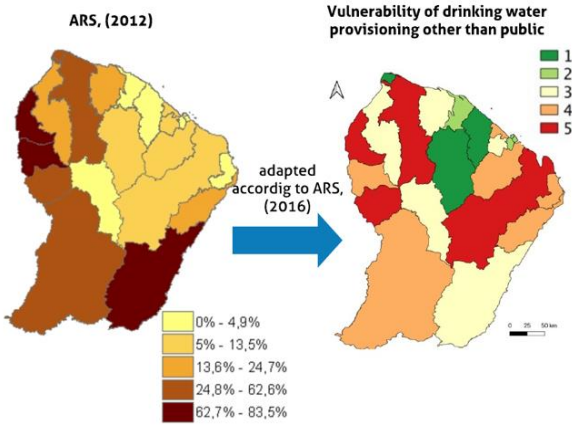 ARS, (2012)
Vulnerability of drinking water
provisioning other than public
1
2
3
4
5
adapted
accordig to ARS,
(2016)
0% - 4,9%
5% - 13,5%
13,6% - 24,7%
24,8% - 62,6%
62,7% - 83,5%
0 25 50 km